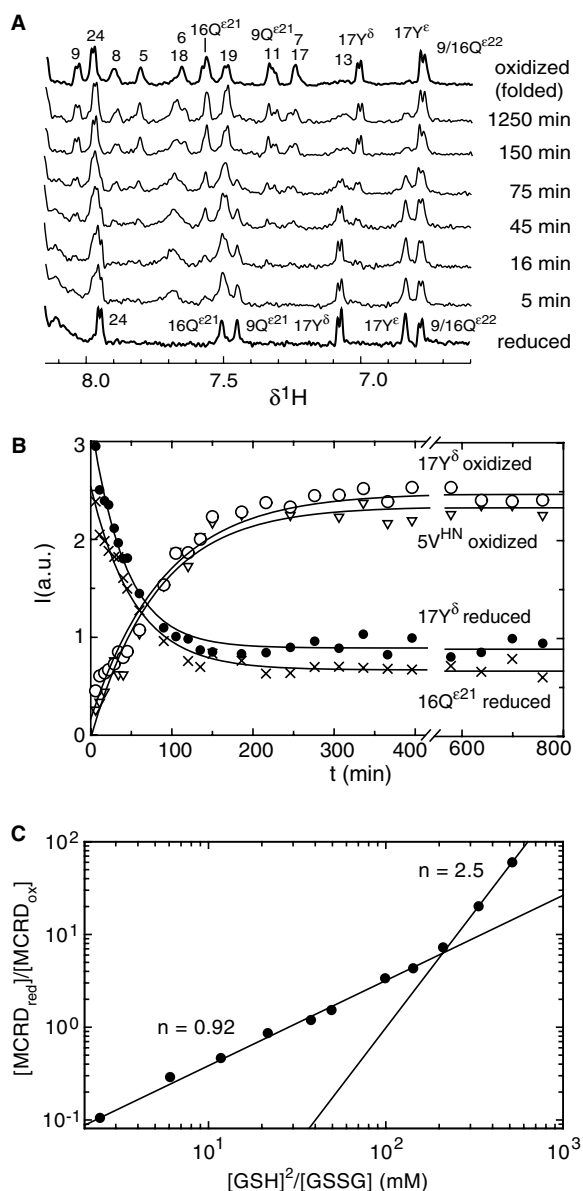 A
9 24 8 5 6 18 16Qε21 19 9Qε21 11 7 17 13 17Yδ 17Yε 9/16Qε22
oxidized
(folded)
1250 min
150 min
75 min
45 min
16 min
5 min
reduced
24 16Qε21 9Qε21 17Yδ 17Yε 9/16Qε22
8.0 7.5 7.0
δ1H
B
3
2
1
0
I(a.u.)
17Yδ oxidized
5VHN oxidized
17Yδ reduced
16Qε21 reduced
0 100 200 300 400 600 800
t (min)
C
10²
10¹
10⁰
10⁻¹
[MCRDred]/[MCRDox]
n = 2.5
n = 0.92
10¹ 10² 10³
[GSH]²/[GSSG] (mM)